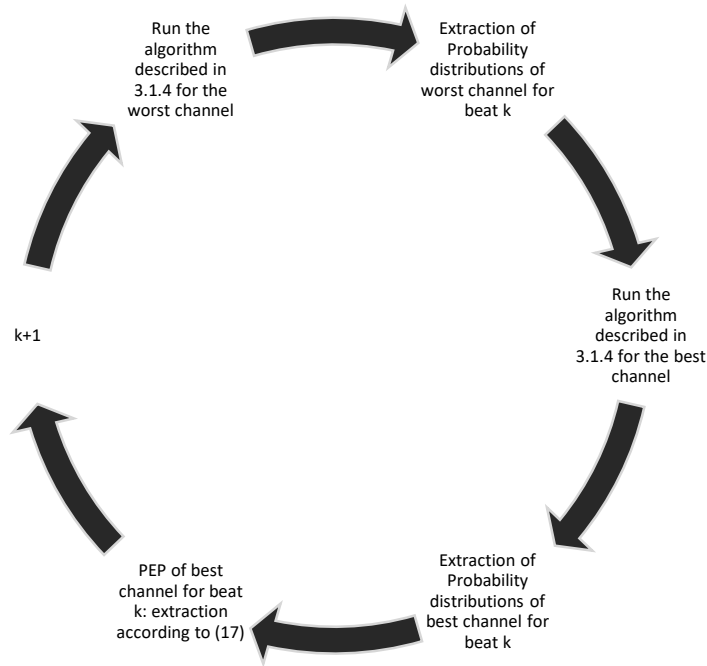 Run the
algorithm
described in
3.1.4 for the
worst channel
Extraction of
Probability
distributions of
worst channel for
beat k
Run the
algorithm
described in
3.1.4 for the best
channel
Extraction of
Probability
distributions of
best channel for
beat k
PEP of best
channel for beat
k: extraction
according to (17)
k+1